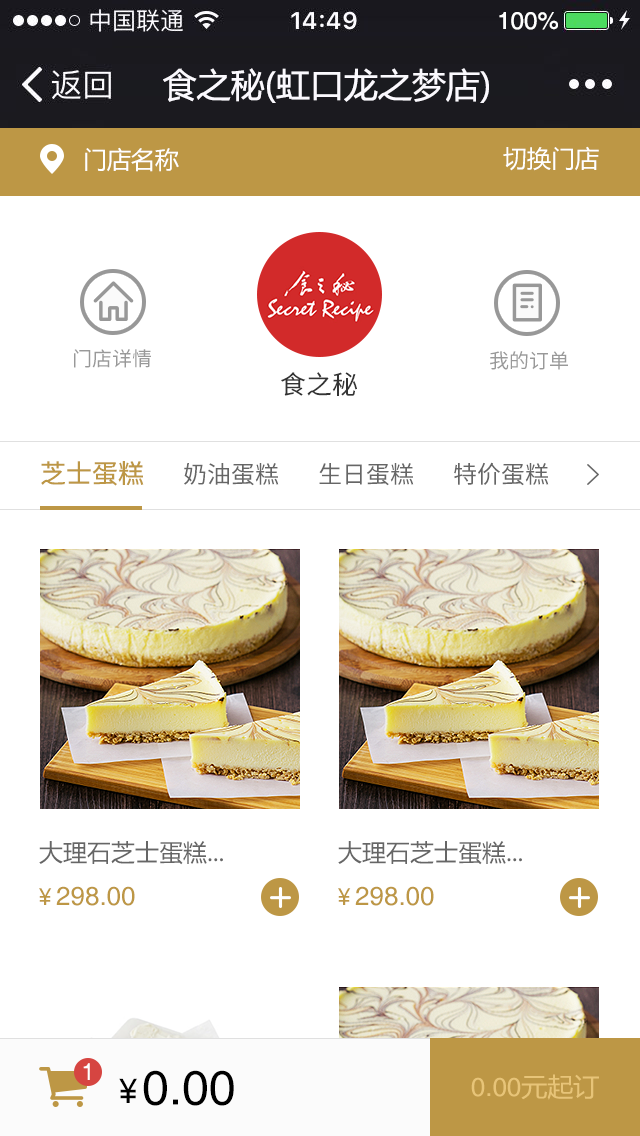 中国联通 14:49 100%
返回 食之秘(虹口龙之梦店)
门店名称 切换门店
食之秘
Secret Recipe
门店详情 食之秘 我的订单
芝士蛋糕 奶油蛋糕 生日蛋糕 特价蛋糕
大理石芝士蛋糕... 大理石芝士蛋糕...
¥ 298.00 ¥ 298.00
1
¥0.00 0.00元起订